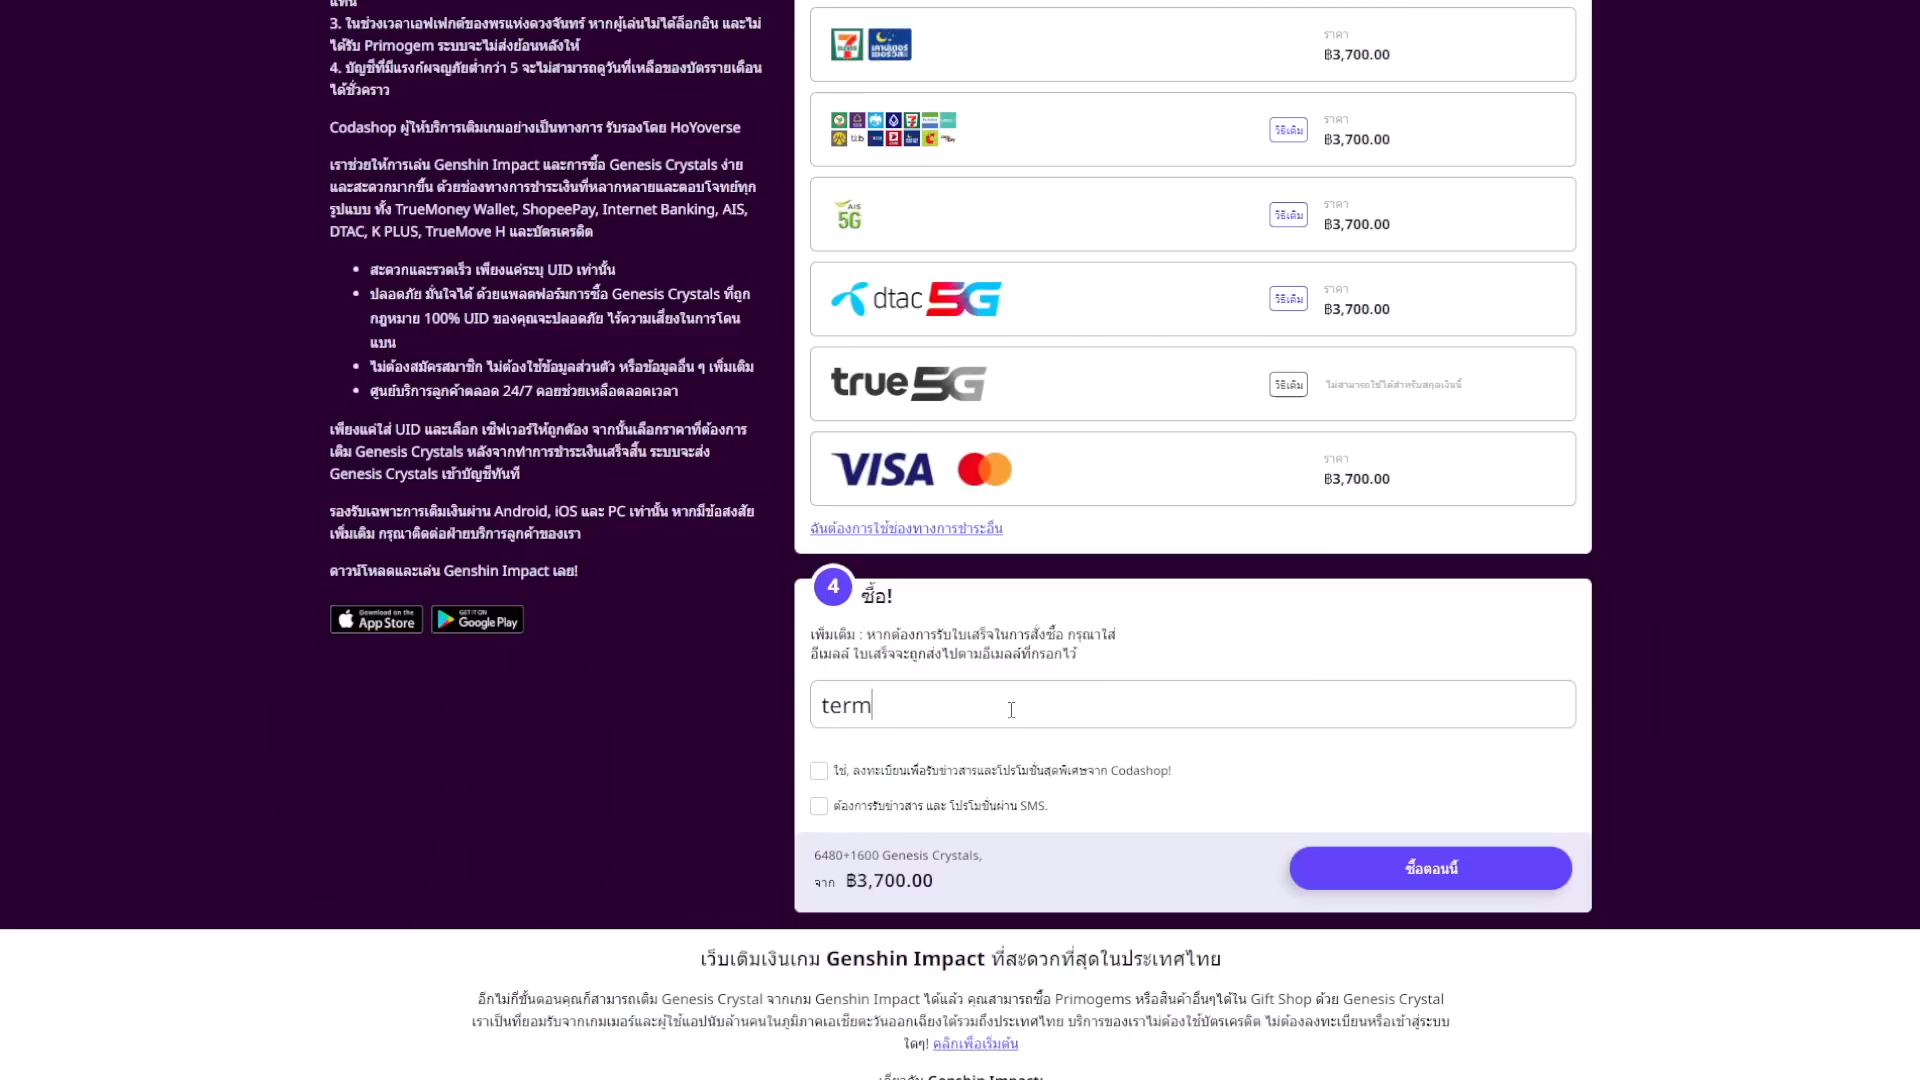 แทน
3. ในช่วงเวลาเอฟเฟกต์ของพรแห่งดวงจันทร์ หากผู้เล่นไม่ได้ล็อกอิน และไม่
ได้รับ Primogem ระบบจะไม่ส่งย้อนหลังให้
4. บัญชีที่มีแรงก์ผจญภัยต่ำกว่า 5 จะไม่สามารถดูวันที่เหลือของบัตรรายเดือน
ได้ชั่วคราว
Codashop ผู้ให้บริการเติมเกมอย่างเป็นทางการ รับรองโดย HoYoverse
เราช่วยให้การเล่น Genshin Impact และการซื้อ Genesis Crystals ง่าย
และสะดวกมากขึ้น ด้วยช่องทางการชำระเงินที่หลากหลายและตอบโจทย์ทุก
รูปแบบ ทั้ง TrueMoney Wallet, ShopeePay, Internet Banking, AIS,
DTAC, K PLUS, TrueMove H และบัตรเครดิต
• สะดวกและรวดเร็ว เพียงแค่ระบุ UID เท่านั้น
• ปลอดภัย มั่นใจได้ ด้วยแพลตฟอร์มการซื้อ Genesis Crystals ที่ถูก
กฎหมาย 100% UID ของคุณจะปลอดภัย ไร้ความเสี่ยงในการโดน
แบน
• ไม่ต้องสมัครสมาชิก ไม่ต้องใช้ข้อมูลส่วนตัว หรือข้อมูลอื่น ๆ เพิ่มเติม
• ศูนย์บริการลูกค้าตลอด 24/7 คอยช่วยเหลือตลอดเวลา
เพียงแค่ใส่ UID และเลือก เซิฟเวอร์ให้ถูกต้อง จากนั้นเลือกราคาที่ต้องการ
เติม Genesis Crystals หลังจากทำการชำระเงินเสร็จสิ้น ระบบจะส่ง
Genesis Crystals เข้าบัญชีทันที
รองรับเฉพาะการเติมเงินผ่าน Android, iOS และ PC เท่านั้น หากมีข้อสงสัย
เพิ่มเติม กรุณาติดต่อฝ่ายบริการลูกค้าของเรา
ดาวน์โหลดและเล่น Genshin Impact เลย!
Download on the App Store
GET IT ON Google Play
7 ELEVEN เคาน์เตอร์เซอร์วิส
ราคา
฿3,700.00
วิธีเติม
ราคา
฿3,700.00
AIS 5G
วิธีเติม
ราคา
฿3,700.00
dtac 5G
วิธีเติม
ราคา
฿3,700.00
true 5G
วิธีเติม
ไม่สามารถใช้ได้สำหรับสกุลเงินนี้
VISA
ราคา
฿3,700.00
ฉันต้องการใช้ช่องทางการชำระอื่น
4 ซื้อ!
เพิ่มเติม : หากต้องการรับใบเสร็จในการสั่งซื้อ กรุณาใส่
อีเมลล์ ใบเสร็จจะถูกส่งไปตามอีเมลล์ที่กรอกไว้
term
ใช่, ลงทะเบียนเพื่อรับข่าวสารและโปรโมชั่นสุดพิเศษจาก Codashop!
ต้องการรับข่าวสาร และ โปรโมชั่นผ่าน SMS.
6480+1600 Genesis Crystals,
จาก ฿3,700.00
ซื้อตอนนี้
เว็บเติมเงินเกม Genshin Impact ที่สะดวกที่สุดในประเทศไทย
อีกไม่กี่ขั้นตอนคุณก็สามารถเติม Genesis Crystal จากเกม Genshin Impact ได้แล้ว คุณสามารถซื้อ Primogems หรือสินค้าอื่นๆได้ใน Gift Shop ด้วย Genesis Crystal
เราเป็นที่ยอมรับจากเกมเมอร์และผู้ใช้แอปนับล้านคนในภูมิภาคเอเชียตะวันออกเฉียงใต้รวมถึงประเทศไทย บริการของเราไม่ต้องใช้บัตรเครดิต ไม่ต้องลงทะเบียนหรือเข้าสู่ระบบ
ใดๆ! คลิกเพื่อเริ่มต้น
เกี่ยวกับ Genshin Impact: